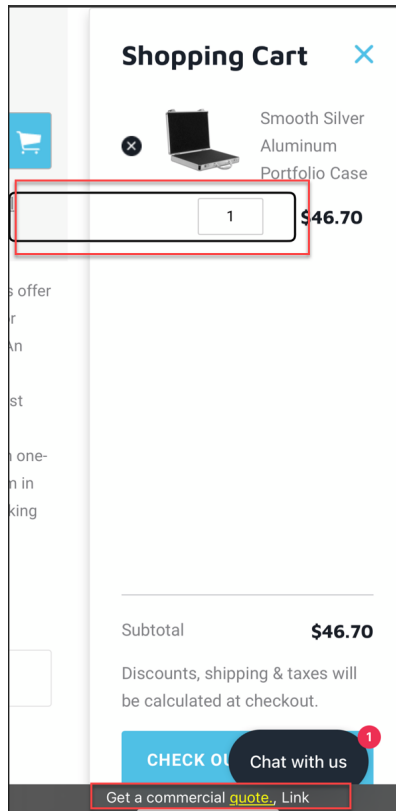 Shopping Cart
Smooth Silver
Aluminum
Portfolio Case
1
$46.70
s offer
r
An
st
one-
m in
king
Subtotal
$46.70
Discounts, shipping & taxes will
be calculated at checkout.
CHECK OU
1
Chat with us
Get a commercial quote., Link